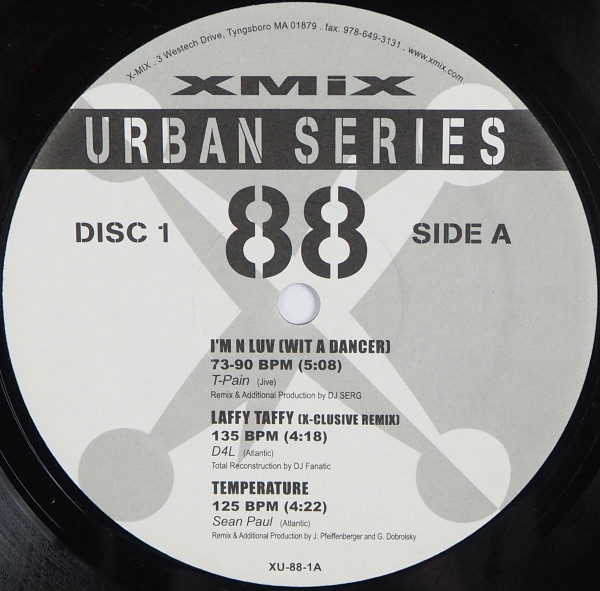 X-MIX . 3 Westech Drive, Tyngsboro MA 01879 . fax. 978-649-3131 . www.xmix.com
XMiX
URBAN SERIES
88
DISC 1
SIDE A
I'M N LUV (WIT A DANCER)
73-90 BPM (5:08)
T-Pain (Jive)
Remix & Additional Production by DJ SERG
LAFFY TAFFY (X-CLUSIVE REMIX)
135 BPM (4:18)
D4L (Atlantic)
Total Reconstruction by DJ Fanatic
TEMPERATURE
125 BPM (4:22)
Sean Paul (Atlantic)
Remix & Additional Production by J. Pfeiffenberger and G. Dobrolsky
XU-88-1A